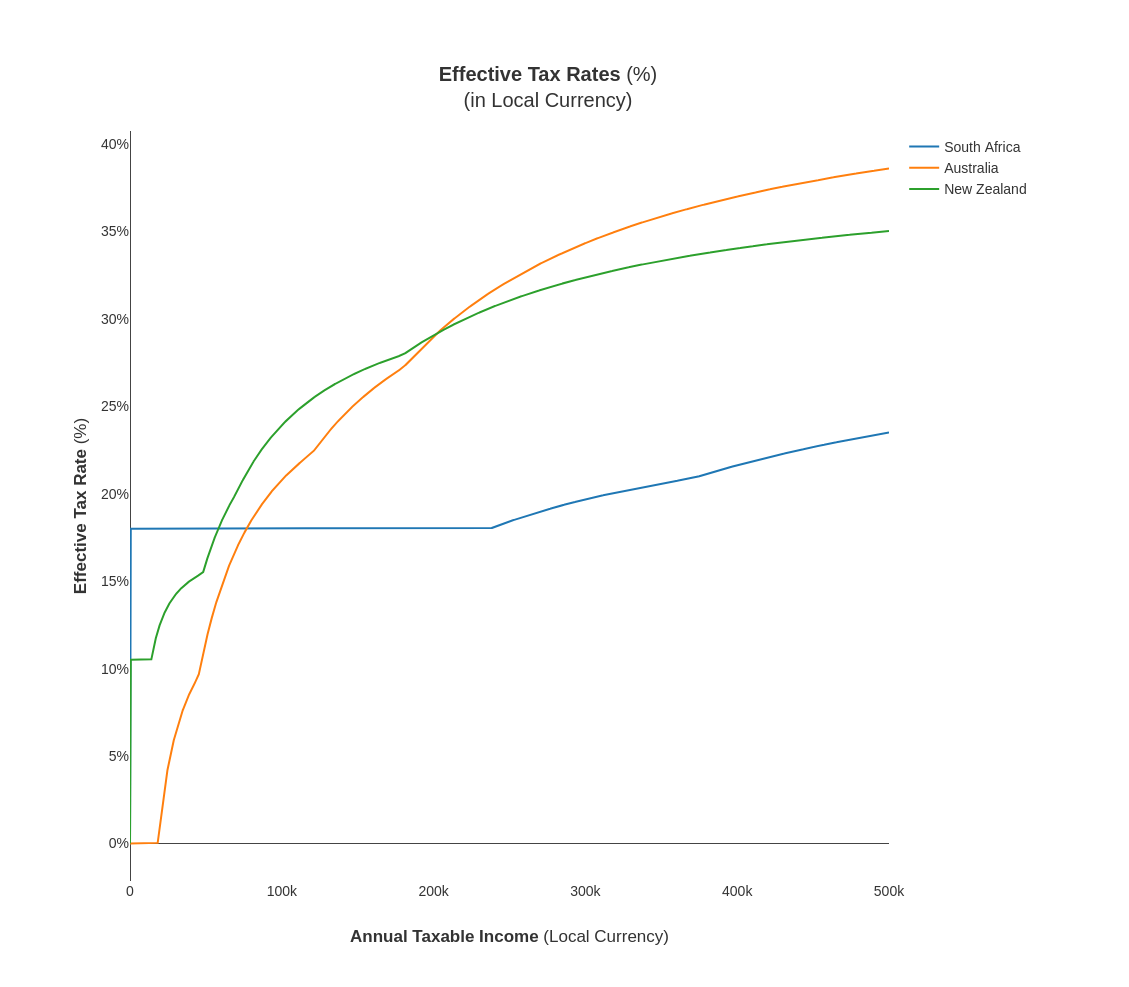 Effective Tax Rates (%)
(in Local Currency)
40%
35%
30%
25%
20%
15%
10%
5%
0%
Effective Tax Rate (%)
0
100k
200k
300k
400k
500k
Annual Taxable Income (Local Currency)
South Africa
Australia
New Zealand